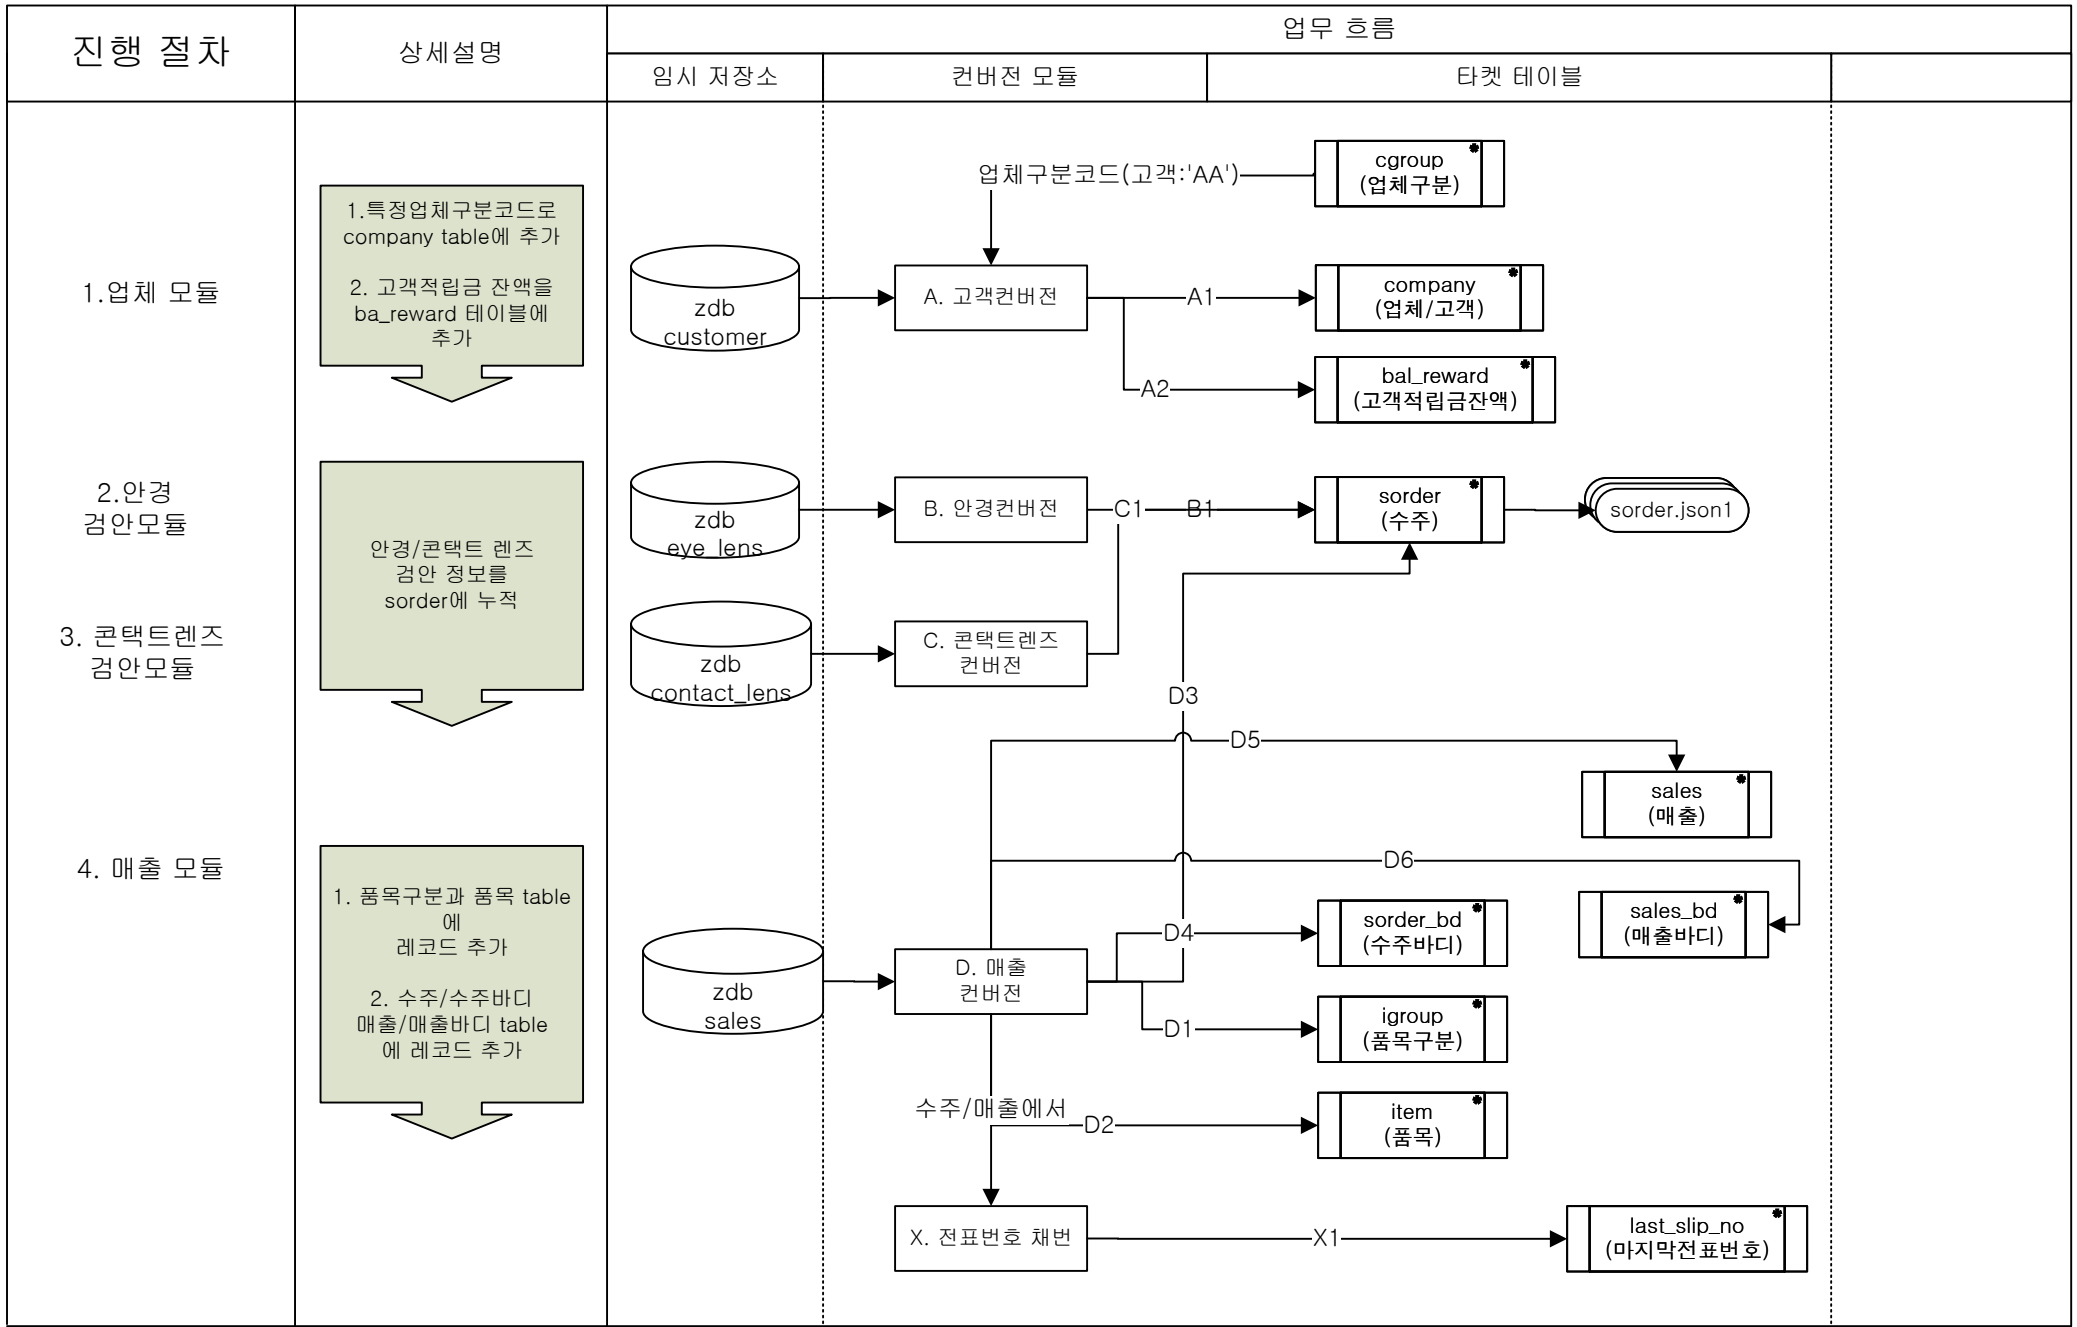 진행 절차
상세설명
업무 흐름
임시 저장소
컨버전 모듈
타켓 테이블
1.업체 모듈
1.특정업체구분코드로
company table에 추가
2. 고객적립금 잔액을
ba_reward 테이블에
추가
zdb
customer
업체구분코드(고객:'AA')
A. 고객컨버전
A1
A2
cgroup
(업체구분)
company
(업체/고객)
bal_reward
(고객적립금잔액)
2.안경
검안모듈
3. 콘택트렌즈
검안모듈
안경/콘택트 렌즈
검안 정보를
sorder에 누적
zdb
eye_lens
B. 안경컨버전
C1
B1
sorder
(수주)
sorder.json1
zdb
contact_lens
C. 콘택트렌즈
컨버전
D3
D5
sales
(매출)
4. 매출 모듈
1. 품목구분과 품목 table
에
레코드 추가
2. 수주/수주바디
매출/매출바디 table
에 레코드 추가
D6
sales_bd
(매출바디)
zdb
sales
D. 매출
컨버전
D4
sorder_bd
(수주바디)
D1
igroup
(품목구분)
수주/매출에서
D2
item
(품목)
X. 전표번호 채번
X1
last_slip_no
(마지막전표번호)